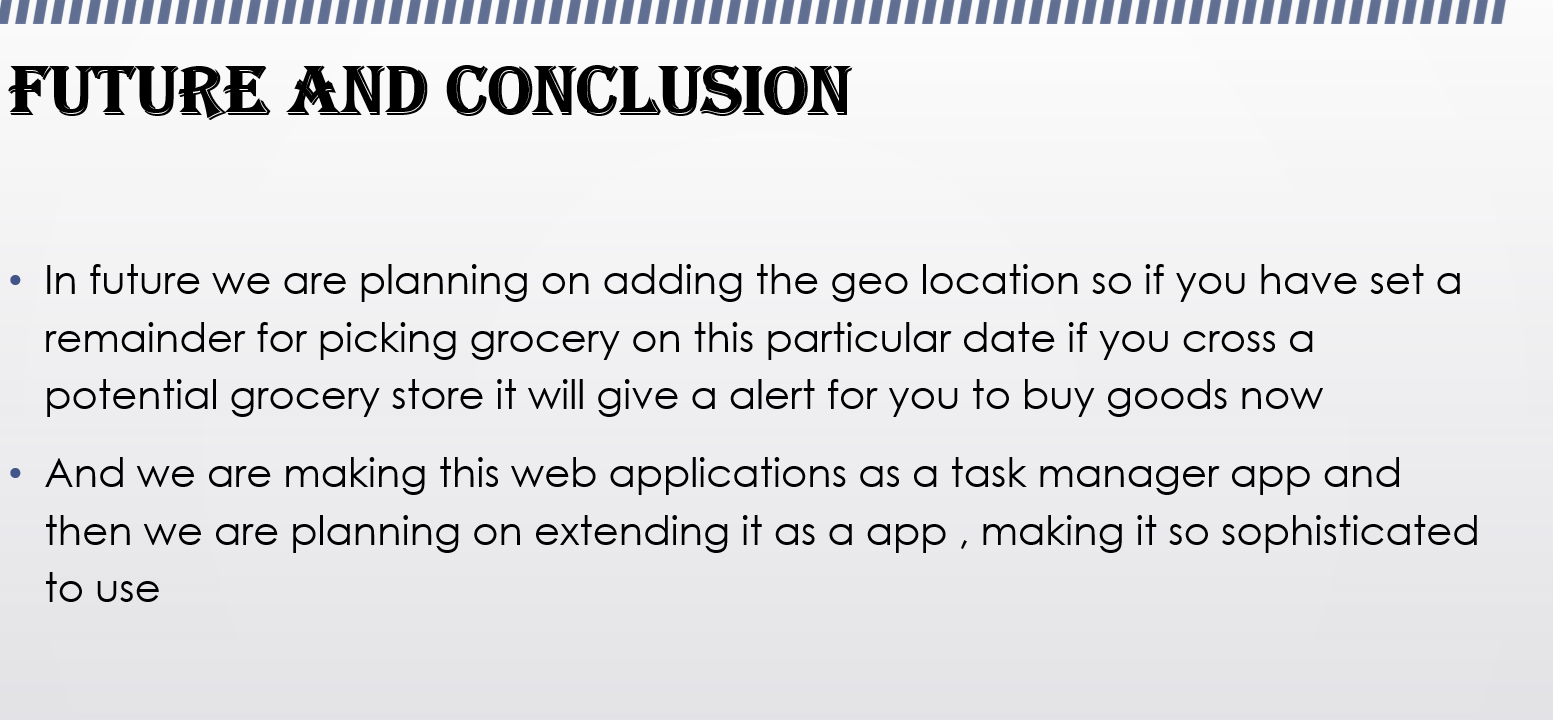 FUTURE AND CONCLUSION
• In future we are planning on adding the geo location so if you have set a
remainder for picking grocery on this particular date if you cross a
potential grocery store it will give a alert for you to buy goods now
• And we are making this web applications as a task manager app and
then we are planning on extending it as a app , making it so sophisticated
to use